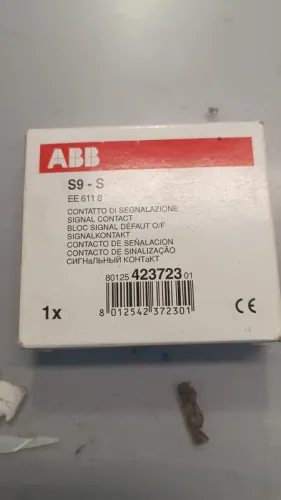 ABB
S9 - S
EE 611 8
CONTATTO DI SEGNALAZIONE
SIGNAL CONTACT
BLOC SIGNAL DÉFAUT O/F
SIGNALKONTAKT
CONTACTO DE SEÑALACION
CONTACTO DE SINALIZAÇÃO
СИГНаЛЬНЫЙ КОНТаКТ
80125 423723 01
1x
8 012542 372301
CE